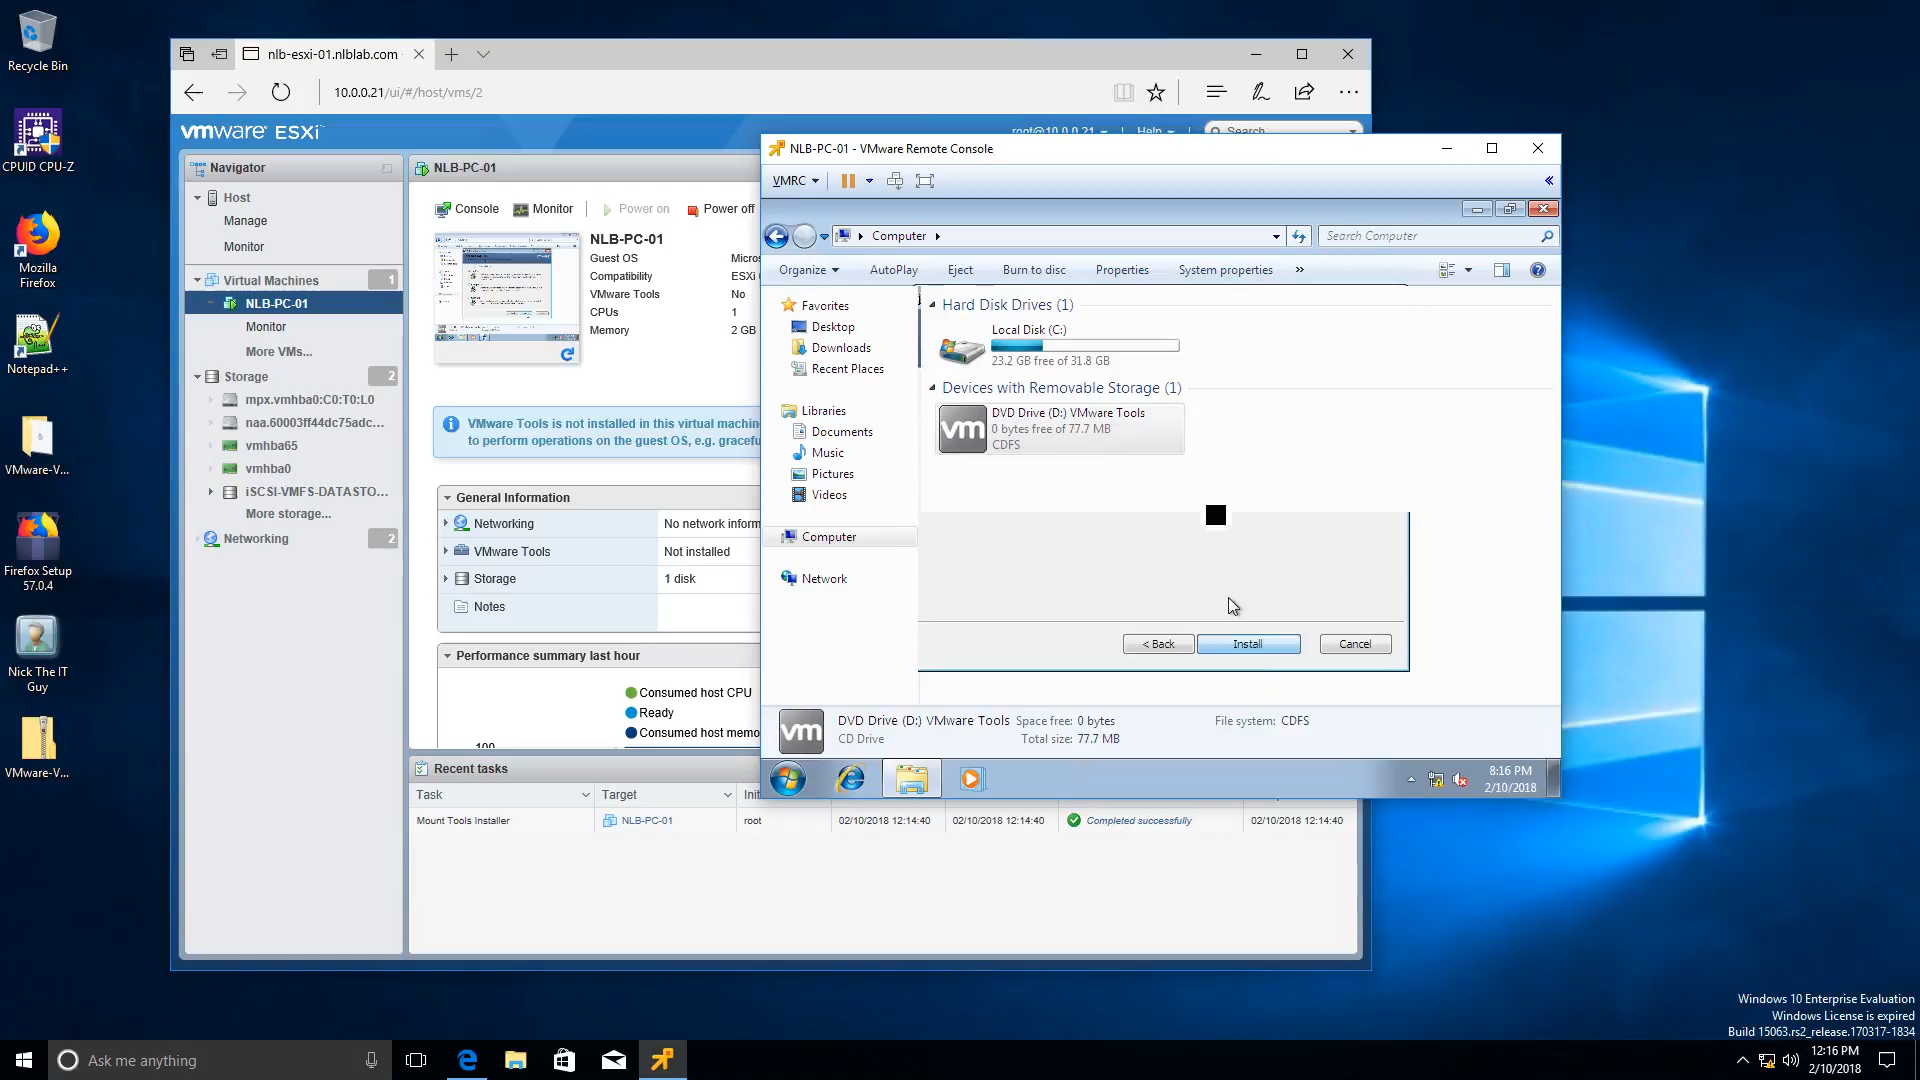 Recycle Bin
CPUID CPU-Z
Mozilla
Firefox
Notepad++
VMware-V...
Firefox Setup
57.0.4
Nick The IT
Guy
VMware-V...
nlb-esxi-01.nlblab.com
10.0.0.21/ui/#/host/vms/2
vmware ESXi
root@10.0.0.21
Help
Search
Navigator
Host
Manage
Monitor
Virtual Machines 1
NLB-PC-01
Monitor
More VMs...
Storage 2
mpx.vmhba0:C0:T0:L0
naa.60003ff44dc75adc...
vmhba65
vmhba0
iSCSI-VMFS-DATASTO...
More storage...
Networking 2
NLB-PC-01
Console
Monitor
Power on
Power off
NLB-PC-01
Guest OS
Compatibility ESXi
VMware Tools No
CPUs 1
Memory 2 GB
VMware Tools is not installed in this virtual
to perform operations on the guest OS, e.g.
General Information
Networking No network
VMware Tools Not installed
Storage 1 disk
Notes
Performance summary last hour
Consumed host CPU
Ready
Consumed host
100
Recent tasks
Task Target
Mount Tools Installer NLB-PC-01 root 02/10/2018 12:14:40 02/10/2018 12:14:40 Completed successfully 02/10/2018 12:14:40
NLB-PC-01 - VMware Remote Console
VMRC
Computer
Search Computer
Organize AutoPlay Eject Burn to disc Properties System properties »
Favorites
Desktop
Downloads
Recent Places
Libraries
Documents
Music
Pictures
Videos
Computer
Network
Hard Disk Drives (1)
Local Disk (C:)
23.2 GB free of 31.8 GB
Devices with Removable Storage (1)
vm
DVD Drive (D:) VMware Tools
0 bytes free of 77.7 MB
CDFS
< Back Install Cancel
vm
DVD Drive (D:) VMware Tools Space free: 0 bytes File system: CDFS
CD Drive Total size: 77.7 MB
8:16 PM
2/10/2018
Windows 10 Enterprise Evaluation
Windows License is expired
Build 15063.rs2_release.170317-1834
Ask me anything
12:16 PM
2/10/2018